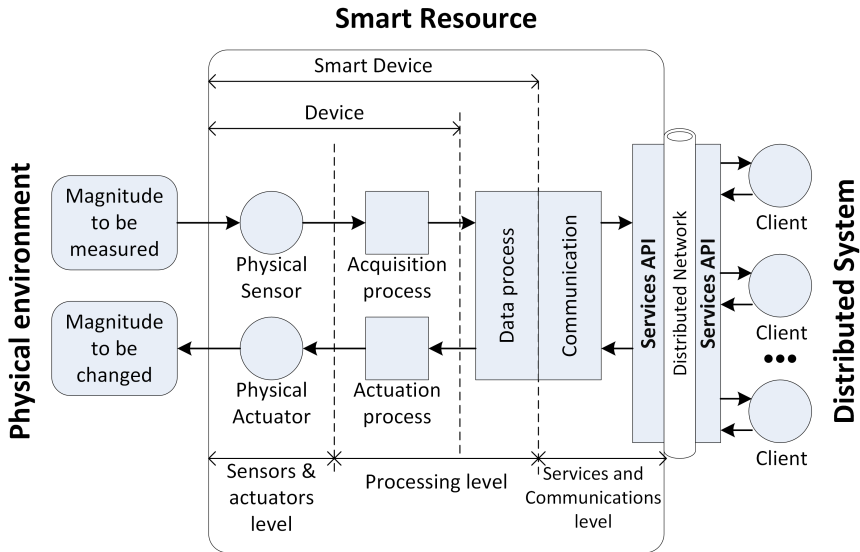 Smart Resource
Smart Device
Device
Physical environment
Magnitude
to be
measured
Physical
Sensor
Acquisition
process
Magnitude
to be
changed
Physical
Actuator
Actuation
process
Data process
Communication
Services API
Distributed Network
Services API
Client
Client
Client
Distributed System
Sensors &
actuators
level
Processing level
Services and
Communications
level